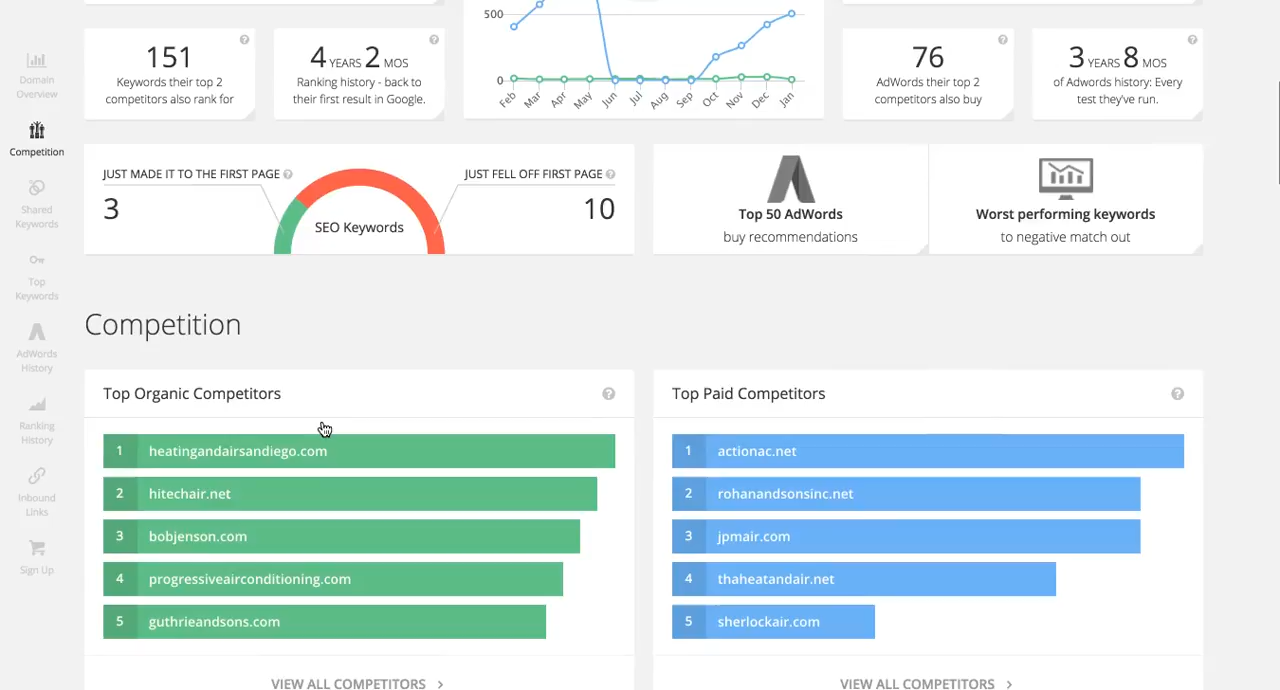 Domain
Overview
Competition
Shared
Keywords
Top
Keywords
AdWords
History
Ranking
History
Inbound
Links
Sign Up
151
Keywords their top 2
competitors also rank for
4 YEARS 2 MOS
Ranking history - back to
their first result in Google.
500
0
Feb Mar Apr May Jun Jul Aug Sep Oct Nov Dec Jan
76
AdWords their top 2
competitors also buy
3 YEARS 8 MOS
of Adwords history: Every
test they've run.
JUST MADE IT TO THE FIRST PAGE
3
SEO Keywords
JUST FELL OFF FIRST PAGE
10
Top 50 AdWords
buy recommendations
Worst performing keywords
to negative match out
Competition
Top Organic Competitors
1 heatingandairsandiego.com
2 hitechair.net
3 bobjenson.com
4 progressiveairconditioning.com
5 guthrieandsons.com
VIEW ALL COMPETITORS >
Top Paid Competitors
1 actionac.net
2 rohanandsonsinc.net
3 jpmair.com
4 thaheatandair.net
5 sherlockair.com
VIEW ALL COMPETITORS >